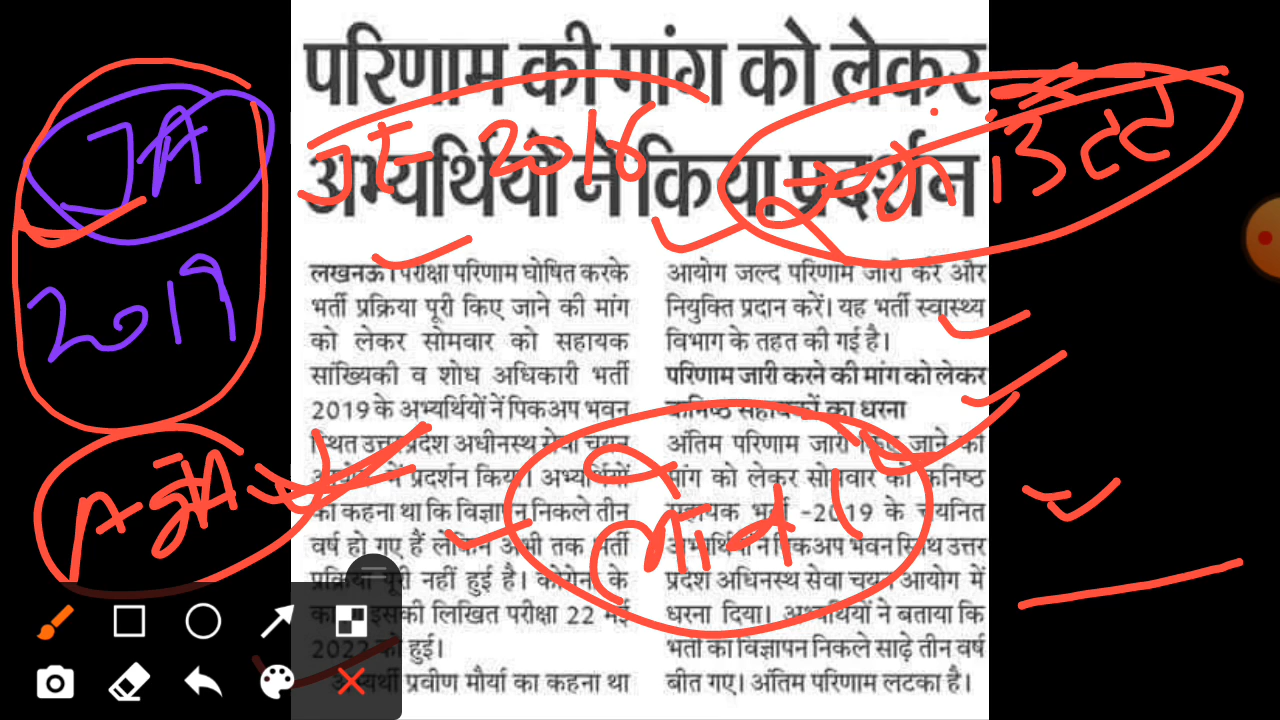 परिणाम की मांग को लेकर
अभ्यर्थियों ने किया प्रदर्शन
JE - 2016
JA
2019
लखनऊ। परीक्षा परिणाम घोषित करके
भर्ती प्रक्रिया पूरी किए जाने की मांग
को लेकर सोमवार को सहायक
सांख्यिकी व शोध अधिकारी भर्ती
2019 के अभ्यर्थियों नें पिकअप भवन
स्थित उत्तर प्रदेश अधीनस्थ सेवा चयन
में प्रदर्शन किया। अभ्यर्थियों
का कहना था कि विज्ञापन निकले तीन
वर्ष हो गए हैं लेकिन अभी तक भर्ती
प्रक्रिया पूरी नहीं हुई है। कोरोना के
इसकी लिखित परीक्षा 22 मई
2022 को हुई।
अभ्यर्थी प्रवीण मौर्या का कहना था
आयोग जल्द परिणाम जारी करे और
नियुक्ति प्रदान करें। यह भर्ती स्वास्थ्य
विभाग के तहत की गई है।
परिणाम जारी करने की मांग को लेकर
कनिष्ठ सहायकों का धरना
अंतिम परिणाम जारी किए जाने की
मांग को लेकर सोमवार को कनिष्ठ
सहायक भर्ती -2019 के चयनित
अभ्यर्थियों ने पिकअप भवन स्थित उत्तर
प्रदेश अधिनस्थ सेवा चयन आयोग में
धरना दिया। अभ्यर्थियों ने बताया कि
भर्ती का विज्ञापन निकले साढ़े तीन वर्ष
बीत गए। अंतिम परिणाम लटका है।